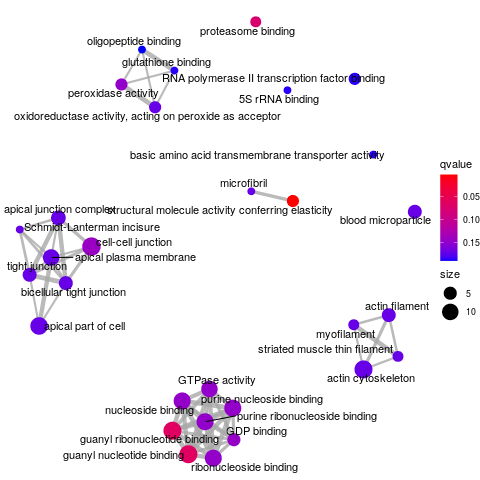 proteasome binding
oligopeptide binding
glutathione binding
RNA polymerase II transcription factor binding
peroxidase activity
5S rRNA binding
oxidoreductase activity, acting on peroxide as acceptor
basic amino acid transmembrane transporter activity
qvalue
0.05
0.10
0.15
size
5
10
microfibril
structural molecule activity conferring elasticity
blood microparticle
apical junction complex
Schmidt-Lanterman incisure
cell-cell junction
apical plasma membrane
tight junction
bicellular tight junction
apical part of cell
actin filament
myofilament
striated muscle thin filament
actin cytoskeleton
GTPase activity
purine nucleoside binding
nucleoside binding
purine ribonucleoside binding
GDP binding
guanyl ribonucleotide binding
guanyl nucleotide binding
ribonucleoside binding